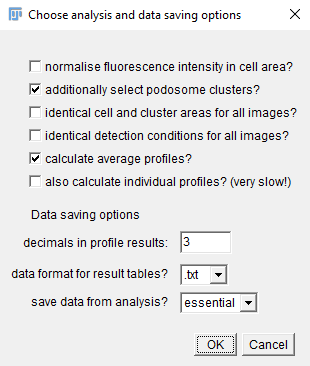 Choose analysis and data saving options
normalise fluorescence intensity in cell area?
additionally select podosome clusters?
identical cell and cluster areas for all images?
identical detection conditions for all images?
calculate average profiles?
also calculate individual profiles? (very slow!)
Data saving options
decimals in profile results: 3
data format for result tables? .txt
save data from analysis? essential
OK Cancel